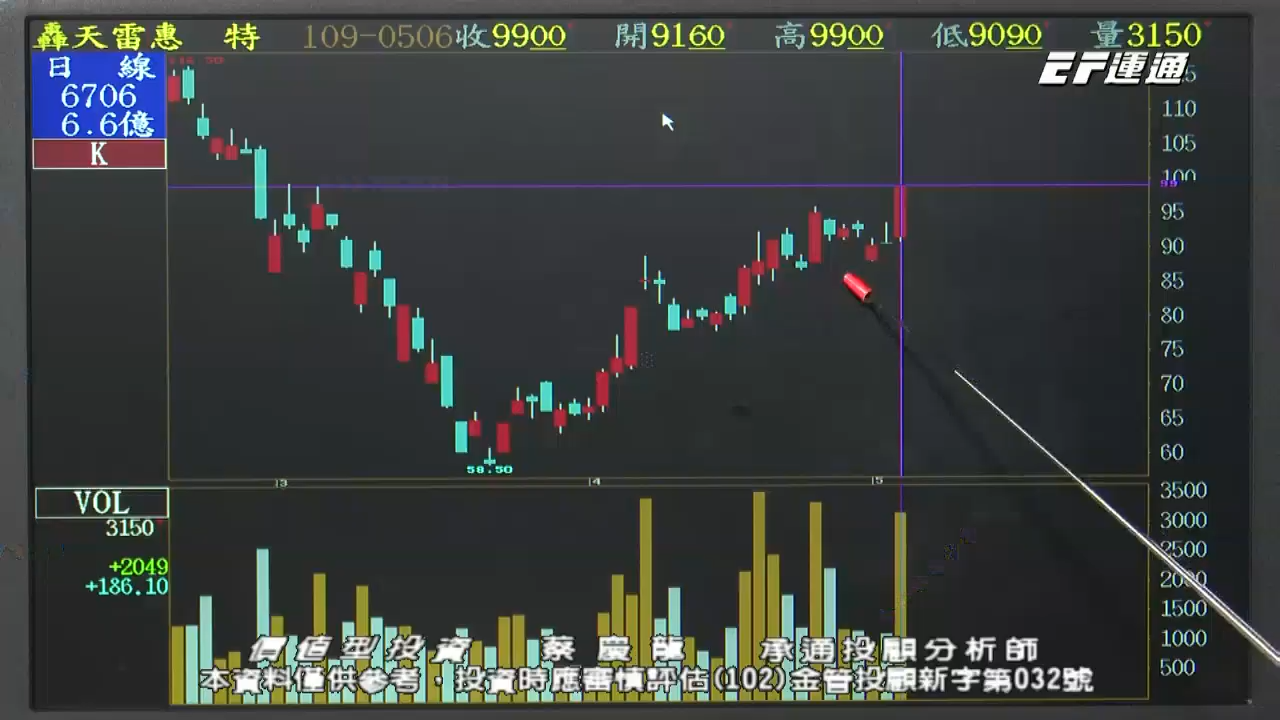 轟天雷惠 特 109-0506收9900 開9160 高9900 低9090 量3150
EF運通
日 線
6706
6.6億
K
110
105
100
99
95
90
85
80
75
70
65
60
58.50
3 4 5
VOL
3150
+2049
+186.10
3500
3000
2500
2000
1500
1000
500
價值型投資 蔡慶龍 承通投顧分析師
本資料僅供參考,投資時應審慎評估(102)金管投顧新字第032號